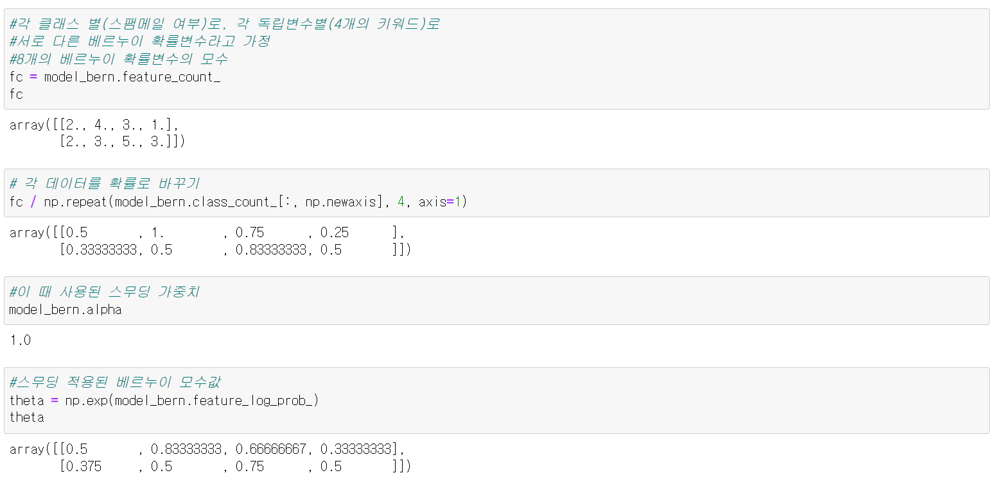 #각 클래스 별(스팸메일 여부)로, 각 독립변수별(4개의 키워드)로
#서로 다른 베르누이 확률변수라고 가정
#8개의 베르누이 확률변수의 모수
fc = model_bern.feature_count_
fc
array([[2., 4., 3., 1.],
       [2., 3., 5., 3.]])
# 각 데이터를 확률로 바꾸기
fc / np.repeat(model_bern.class_count_[:, np.newaxis], 4, axis=1)
array([[0.5       , 1.        , 0.75      , 0.25      ],
       [0.33333333, 0.5       , 0.83333333, 0.5       ]])
#이 때 사용된 스무딩 가중치
model_bern.alpha
1.0
#스무딩 적용된 베르누이 모수값
theta = np.exp(model_bern.feature_log_prob_)
theta
array([[0.5       , 0.83333333, 0.66666667, 0.33333333],
       [0.375     , 0.5       , 0.75      , 0.5       ]])